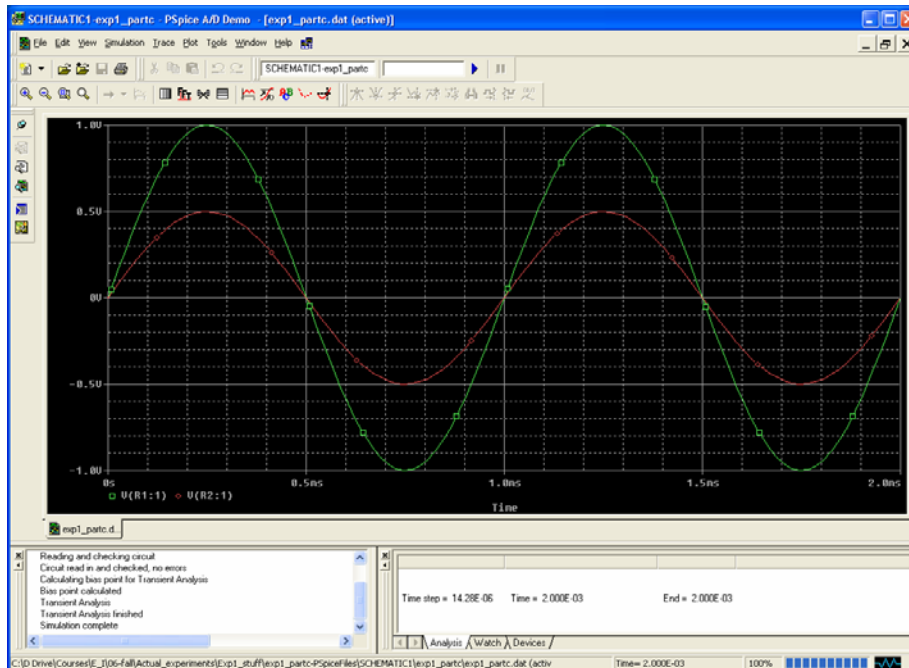 SCHEMATIC1-exp1_partc - PSpice A/D Demo - [exp1_partc.dat (active)]
File Edit View Simulation Trace Plot Tools Window Help
SCHEMATIC1-exp1_partc
1.0V
0.5V
0V
-0.5V
-1.0V
0s 0.5ms 1.0ms 1.5ms 2.0ms
V(R1:1) V(R2:1)
Time
exp1_partc.d...
Reading and checking circuit
Circuit read in and checked, no errors
Calculating bias point for Transient Analysis
Bias point calculated
Transient Analysis
Transient Analysis finished
Simulation complete
Time step = 14.28E-06 Time = 2.000E-03 End = 2.000E-03
Analysis Watch Devices
C:\D Drive\Courses\E_I\06-fall\Actual_experiments\Exp1_stuff\exp1_partc-PSpiceFiles\SCHEMATIC1\exp1_partc\exp1_partc.dat (activ Time= 2.000E-03 100%